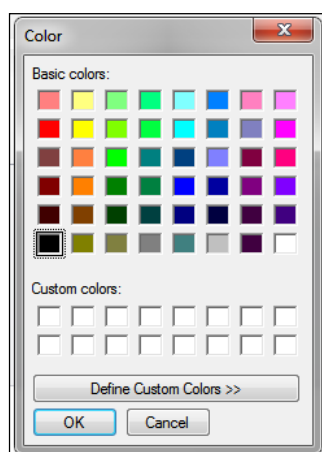 Color
Basic colors:
Custom colors:
Define Custom Colors >>
OK Cancel